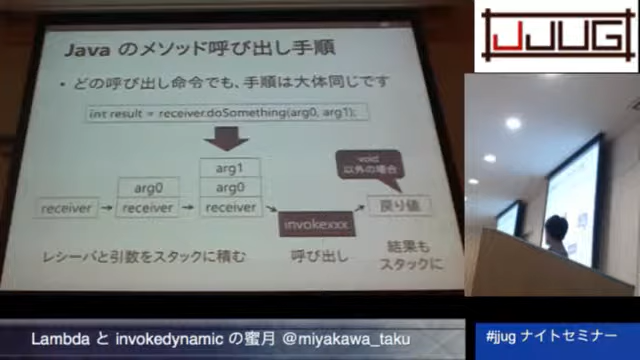 Java のメソッド呼び出し手順
• どの呼び出し命令でも、手順は大体同じです
int result = receiver.doSomething(arg0, arg1);
arg1
arg0
arg0
receiver
receiver
receiver
void
以外の場合
戻り値
invokexxx
レシーバと引数をスタックに積む
呼び出し
結果も
スタックに
JJUG
Lambda と invokedynamic の蜜月 @miyakawa_taku
#jjug ナイトセミナー